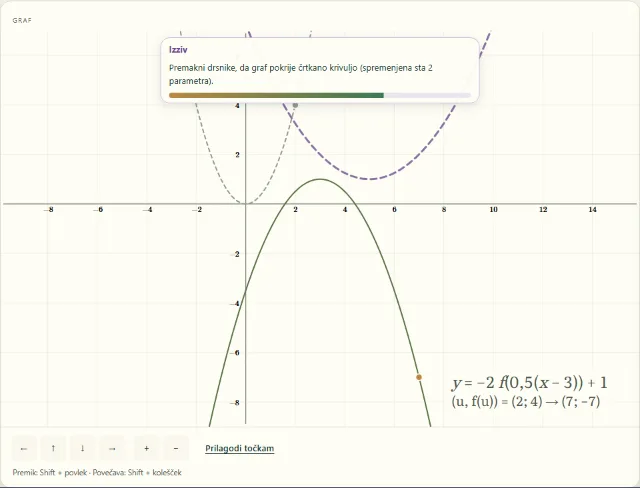 GRAF
Izziv
Premakni drsnike, da graf pokrije črtkano krivuljo (spremenjena sta 2
parametra).
4
2
−8 −6 −4 −2 2 4 6 8 10 12 14
−2
−4
−6
−8
y = −2 f(0,5(x − 3)) + 1
(u, f(u)) = (2; 4) → (7; −7)
← ↑ ↓ → + − Prilagodi točkam
Premik: Shift + povlek · Povečava: Shift + kolešček